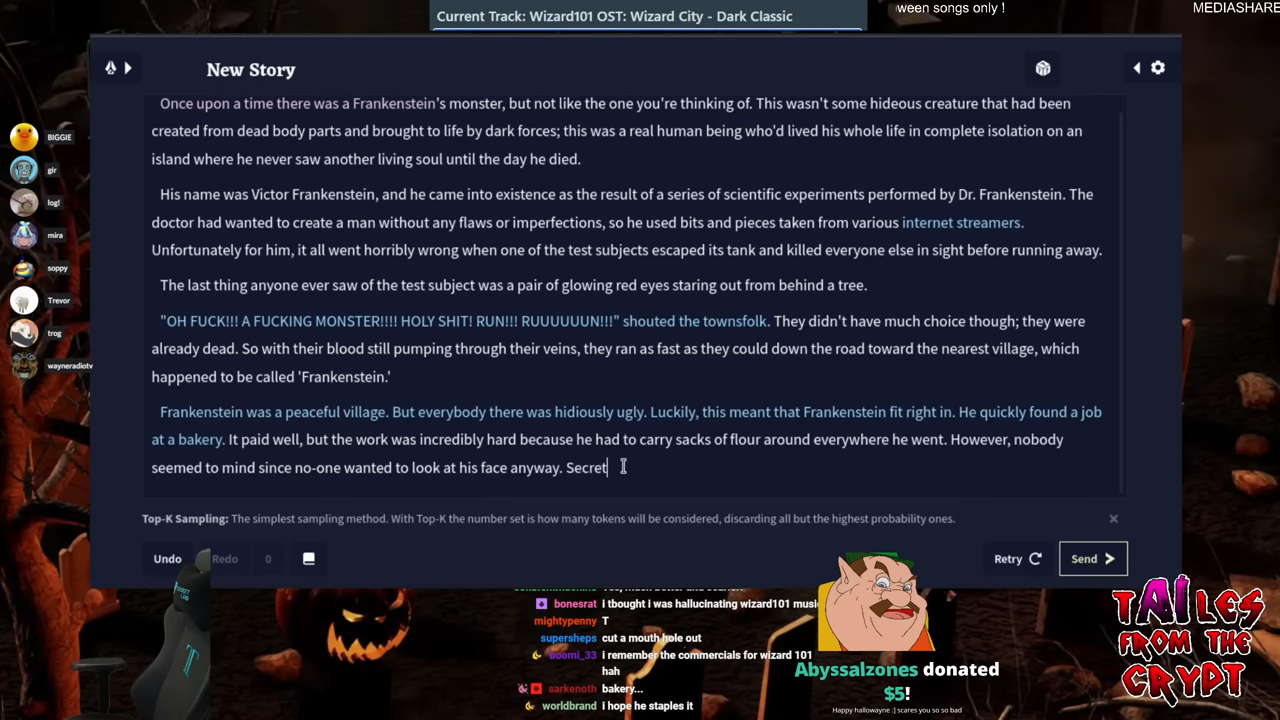 Current Track: Wizard101 OST: Wizard City - Dark Classic
ween songs only !
MEDIASHARE
New Story
Once upon a time there was a Frankenstein's monster, but not like the one you're thinking of. This wasn't some hideous creature that had been
created from dead body parts and brought to life by dark forces; this was a real human being who'd lived his whole life in complete isolation on an
island where he never saw another living soul until the day he died.
His name was Victor Frankenstein, and he came into existence as the result of a series of scientific experiments performed by Dr. Frankenstein. The
doctor had wanted to create a man without any flaws or imperfections, so he used bits and pieces taken from various internet streamers.
Unfortunately for him, it all went horribly wrong when one of the test subjects escaped its tank and killed everyone else in sight before running away.
The last thing anyone ever saw of the test subject was a pair of glowing red eyes staring out from behind a tree.
"OH FUCK!!! A FUCKING MONSTER!!!! HOLY SHIT! RUN!!! RUUUUUUN!!!" shouted the townsfolk. They didn't have much choice though; they were
already dead. So with their blood still pumping through their veins, they ran as fast as they could down the road toward the nearest village, which
happened to be called 'Frankenstein.'
Frankenstein was a peaceful village. But everybody there was hidiously ugly. Luckily, this meant that Frankenstein fit right in. He quickly found a job
at a bakery. It paid well, but the work was incredibly hard because he had to carry sacks of flour around everywhere he went. However, nobody
seemed to mind since no-one wanted to look at his face anyway. Secret
Top-K Sampling: The simplest sampling method. With Top-K the number set is how many tokens will be considered, discarding all but the highest probability ones.
Undo
Redo
0
Retry
Send
BIGGIE
gir
log!
mira
soppy
Trevor
trog
wayneradiotv
bonesrat i tbought i was hallucinating wizard101 musi
mightypenny T
supersheps cut a mouth hole out
boomi_33 i remember the commercials for wizard 101
hah
sarkenoth bakery...
worldbrand i hope he staples it
Abyssalzones donated
$5!
Happy hallowayne :] scares you so so bad
TAILES
FROM THE
CRYPT